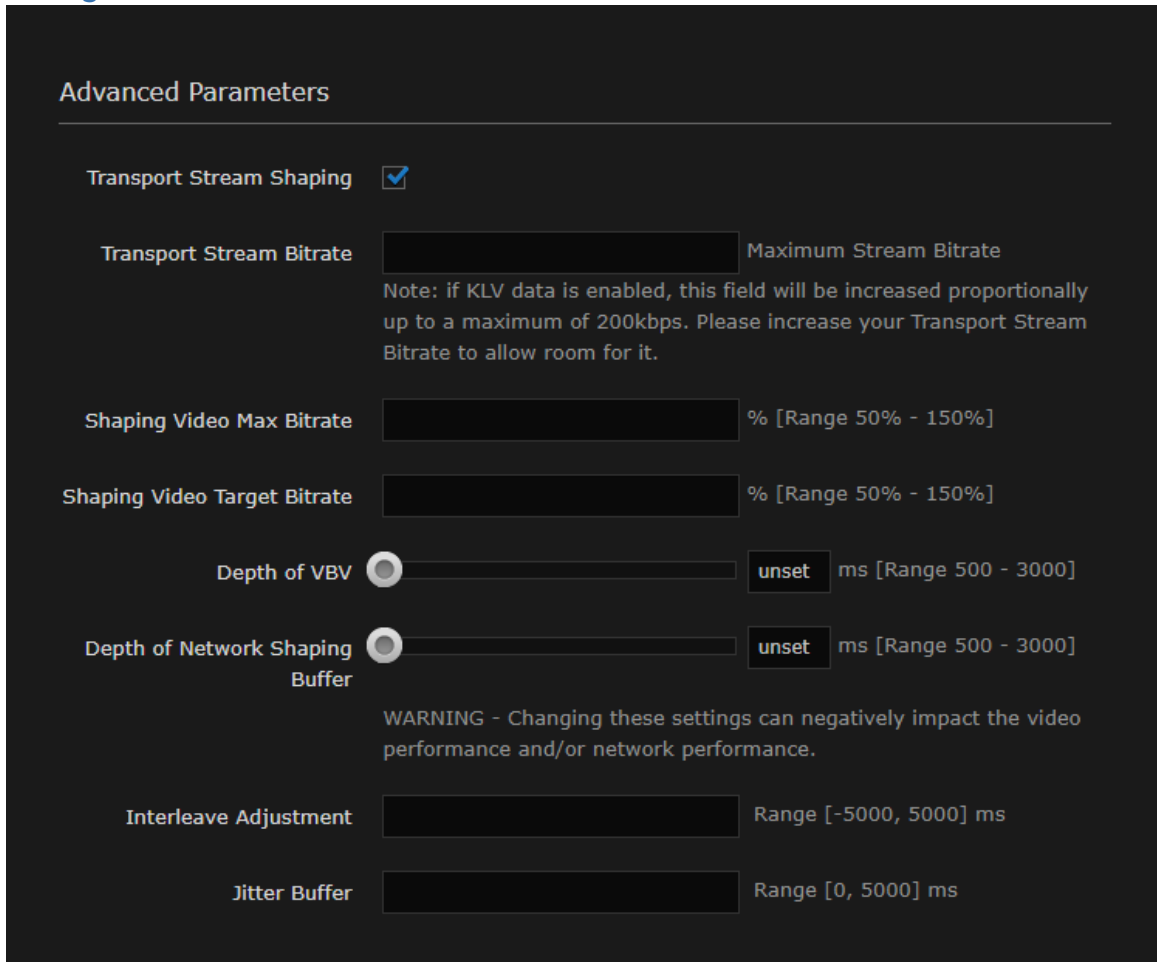 Advanced Parameters
Transport Stream Shaping
Transport Stream Bitrate
Maximum Stream Bitrate
Note: if KLV data is enabled, this field will be increased proportionally
up to a maximum of 200kbps. Please increase your Transport Stream
Bitrate to allow room for it.
Shaping Video Max Bitrate
% [Range 50% - 150%]
Shaping Video Target Bitrate
% [Range 50% - 150%]
Depth of VBV
unset
ms [Range 500 - 3000]
Depth of Network Shaping
Buffer
unset
ms [Range 500 - 3000]
WARNING - Changing these settings can negatively impact the video
performance and/or network performance.
Interleave Adjustment
Range [-5000, 5000] ms
Jitter Buffer
Range [0, 5000] ms